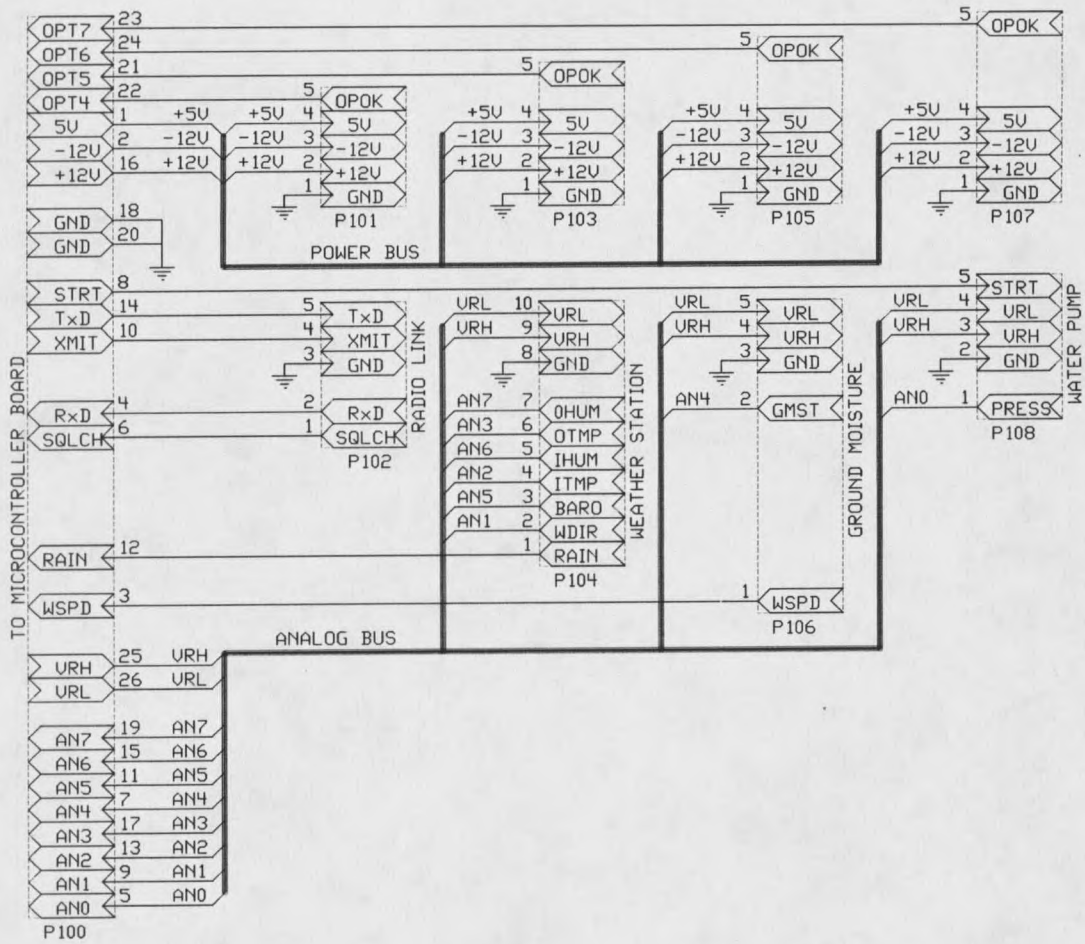 OPT7 23 5 OPOK
OPT6 24 5 OPOK
OPT5 21 5 OPOK
OPT4 22 5 OPOK
5V 1 +5V +5V 4 5V +5V 4 5V +5V 4 5V +5V 4 5V
-12V 2 -12V -12V 3 -12V -12V 3 -12V -12V 3 -12V -12V 3 -12V
+12V 16 +12V +12V 2 +12V +12V 2 +12V +12V 2 +12V +12V 2 +12V
1 GND 1 GND 1 GND 1 GND
P101 P103 P105 P107
GND 18
GND 20
POWER BUS
STRT 8 5 STRT
TxD 14 5 TxD VRL 10 VRL VRL 5 VRL VRL 4 VRL
XMIT 10 4 XMIT VRH 9 VRH VRH 4 VRH VRH 3 VRH
3 GND 8 GND 3 GND 2 GND
RxD 4 2 RxD AN7 7 OHUM AN4 2 GMST AN0 1 PRESS
SQLCH 6 1 SQLCH AN3 6 OTMP P108
P102 AN6 5 IHUM
AN2 4 ITMP
AN5 3 BARO
AN1 2 WDIR
RAIN 12 1 RAIN
P104
WSPD 3 1 WSPD
P106
TO MICROCONTROLLER BOARD
RADIO LINK
WEATHER STATION
GROUND MOISTURE
WATER PUMP
ANALOG BUS
VRH 25 VRH
VRL 26 VRL
AN7 19 AN7
AN6 15 AN6
AN5 11 AN5
AN4 7 AN4
AN3 17 AN3
AN2 13 AN2
AN1 9 AN1
AN0 5 AN0
P100